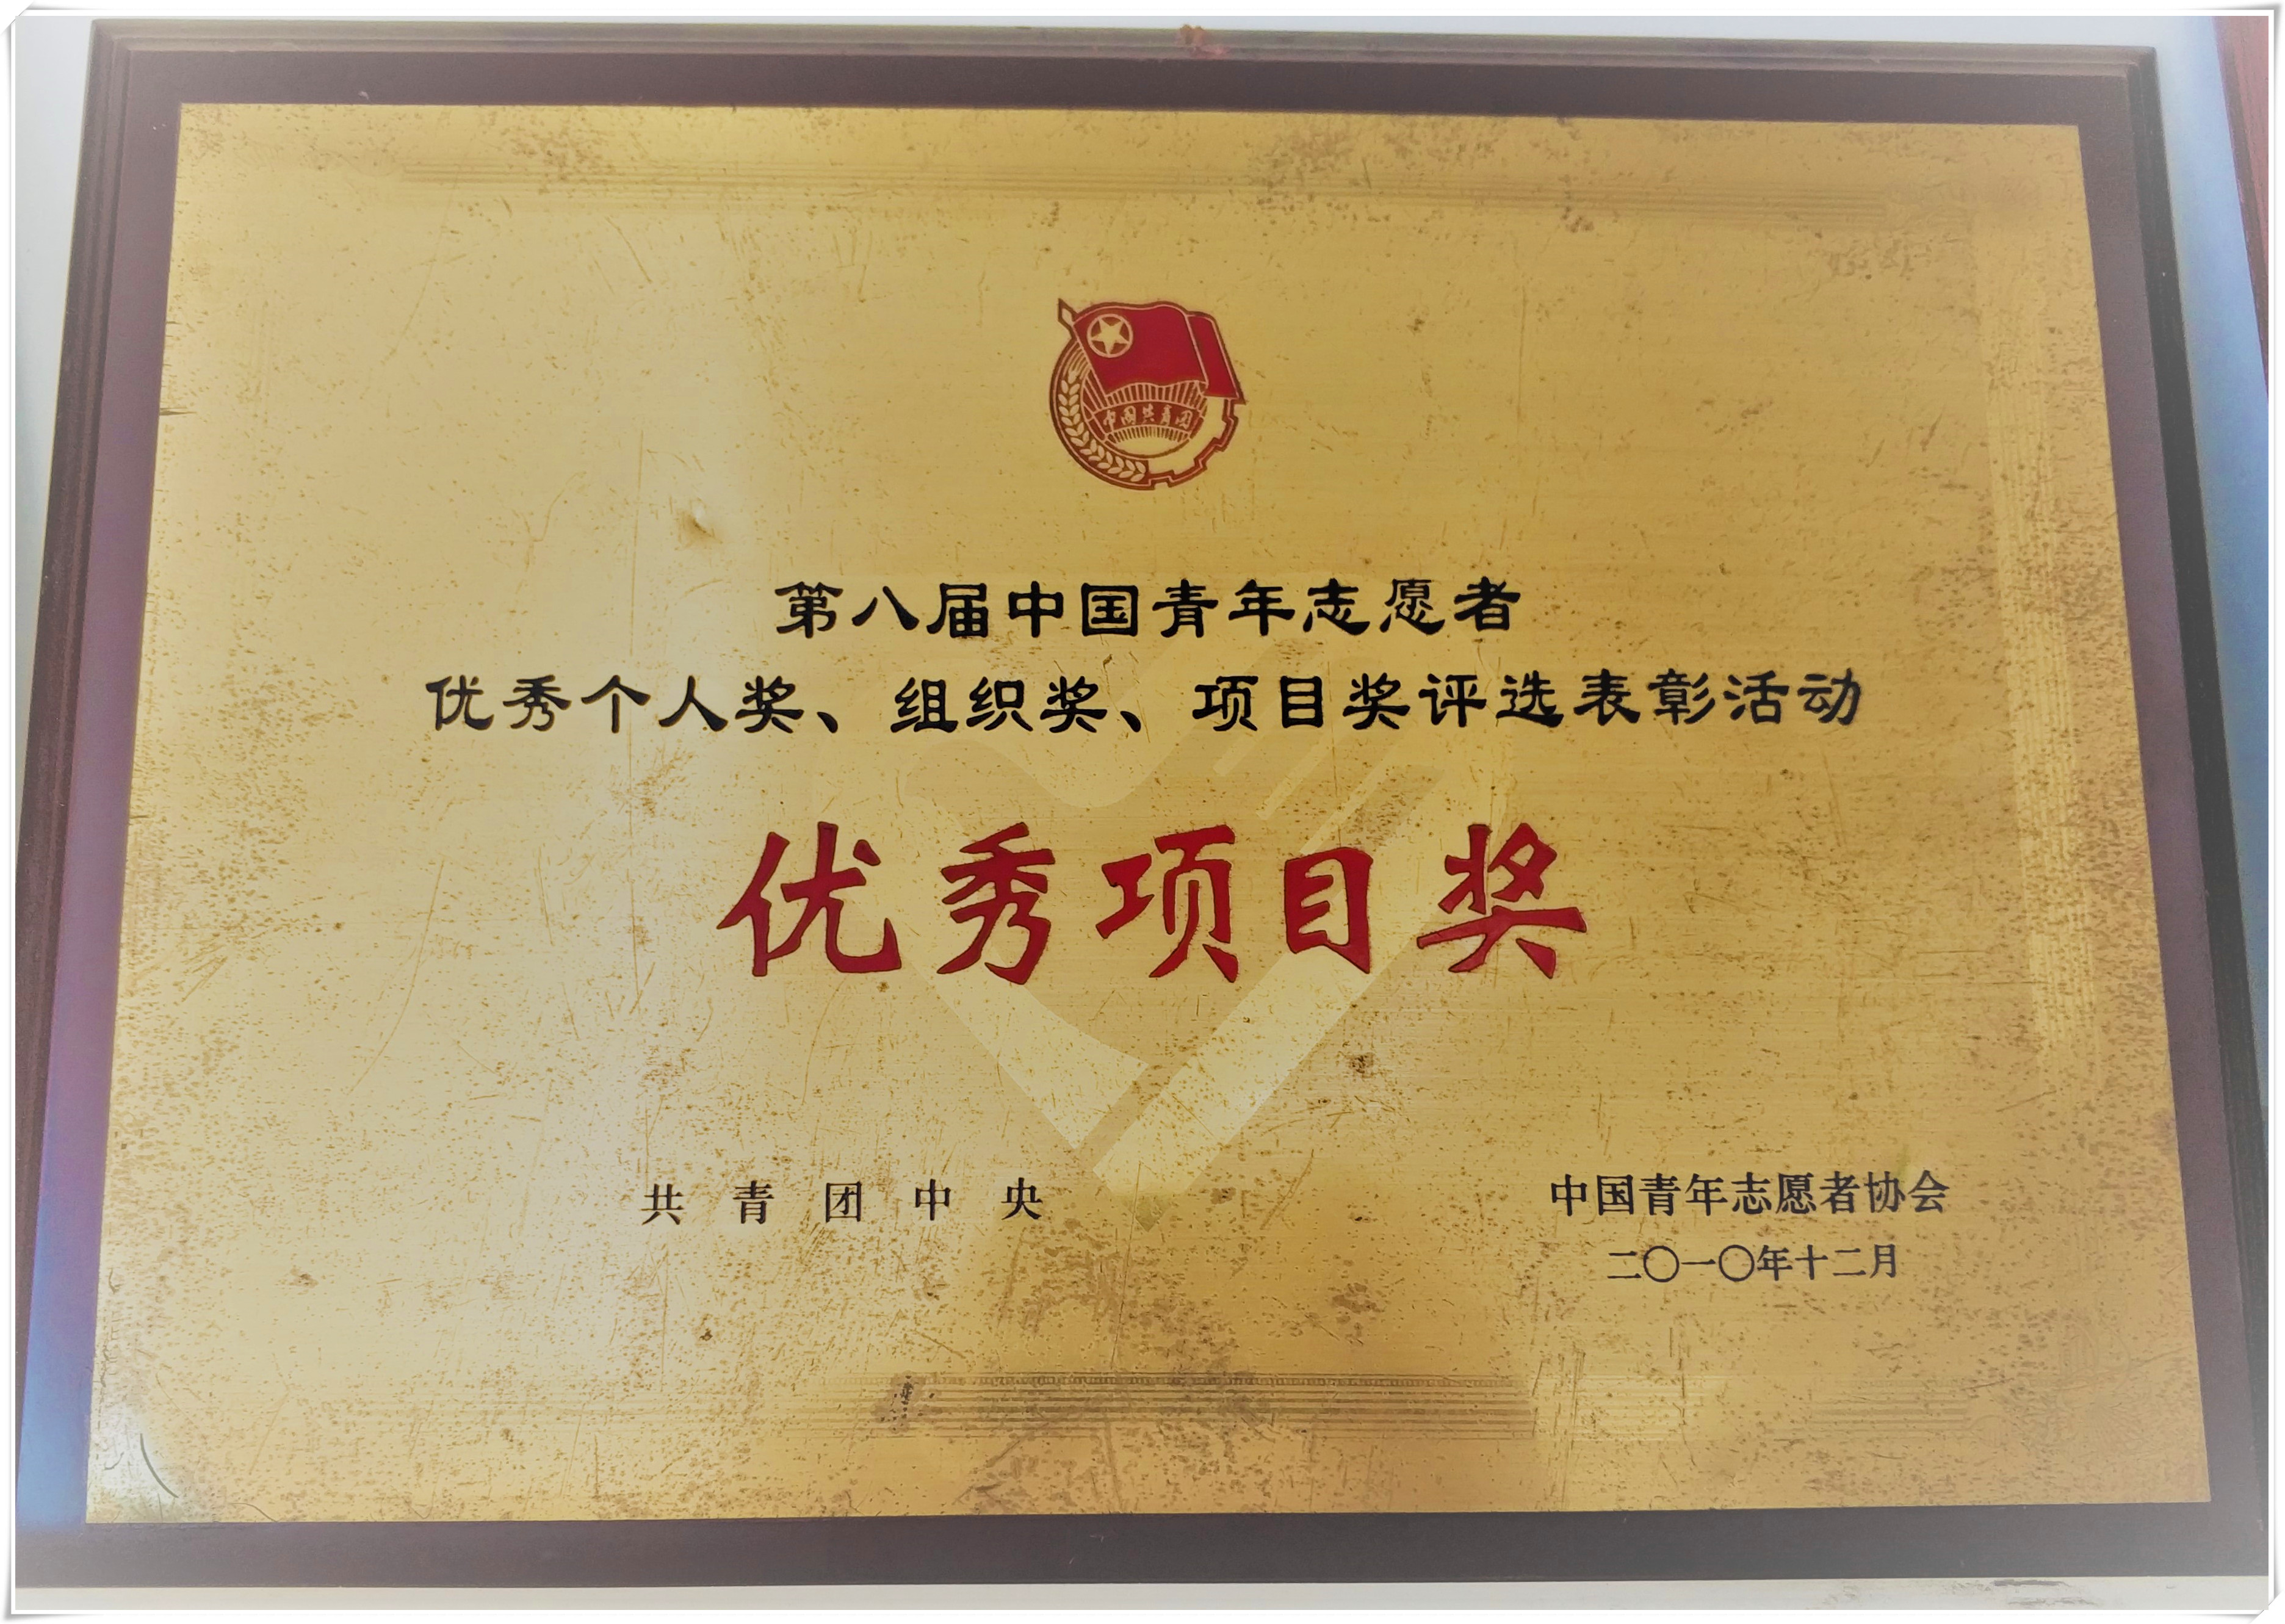 中国共青团
第八届中国青年志愿者
优秀个人奖、组织奖、项目奖评选表彰活动
优秀项目奖
共青团中央
中国青年志愿者协会
二〇一〇年十二月